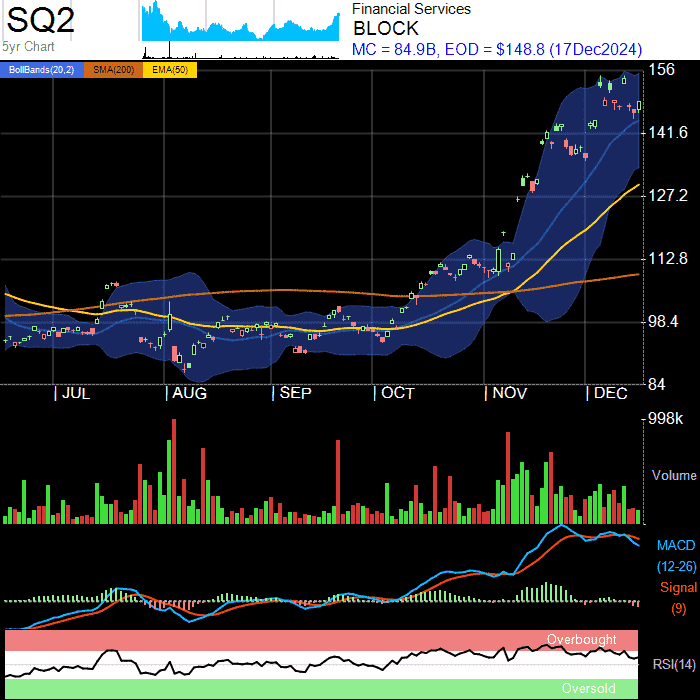 SQ2
5yr Chart
Financial Services
BLOCK
MC = 84.9B, EOD = $148.8 (17Dec2024)
BollBands(20,2) SMA(200) EMA(50)
156
141.6
127.2
112.8
98.4
84
| JUL | AUG | SEP | OCT | NOV | DEC
998k
Volume
MACD
(12-26)
Signal
(9)
Overbought
RSI(14)
Oversold